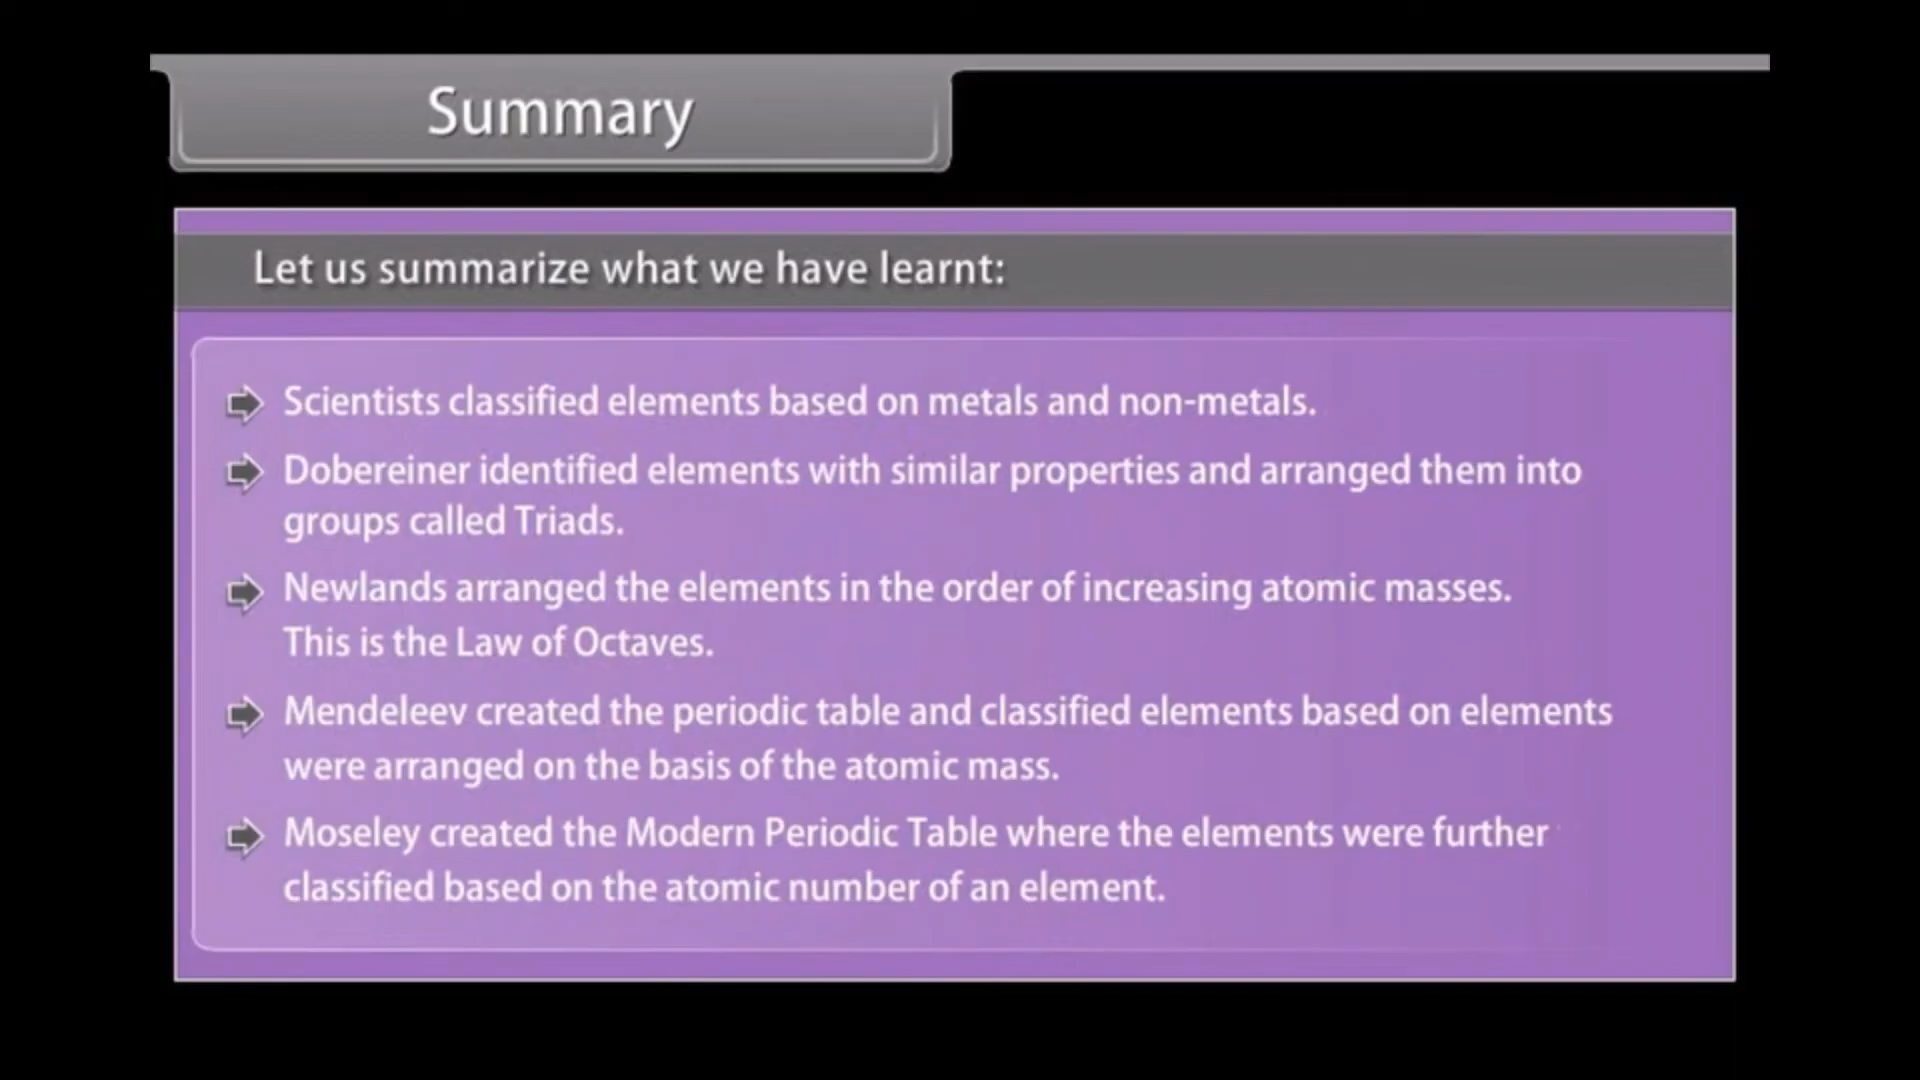 Summary
Let us summarize what we have learnt:
Scientists classified elements based on metals and non-metals.
Dobereiner identified elements with similar properties and arranged them into
groups called Triads.
Newlands arranged the elements in the order of increasing atomic masses.
This is the Law of Octaves.
Mendeleev created the periodic table and classified elements based on elements
were arranged on the basis of the atomic mass.
Moseley created the Modern Periodic Table where the elements were further
classified based on the atomic number of an element.